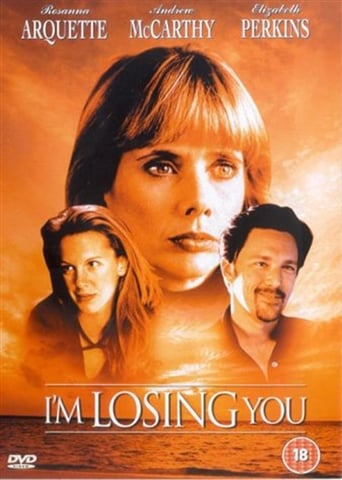 Rosanna Andrew Elizabeth
ARQUETTE McCARTHY PERKINS
I'M LOSING YOU
DVD
VIDEO
18